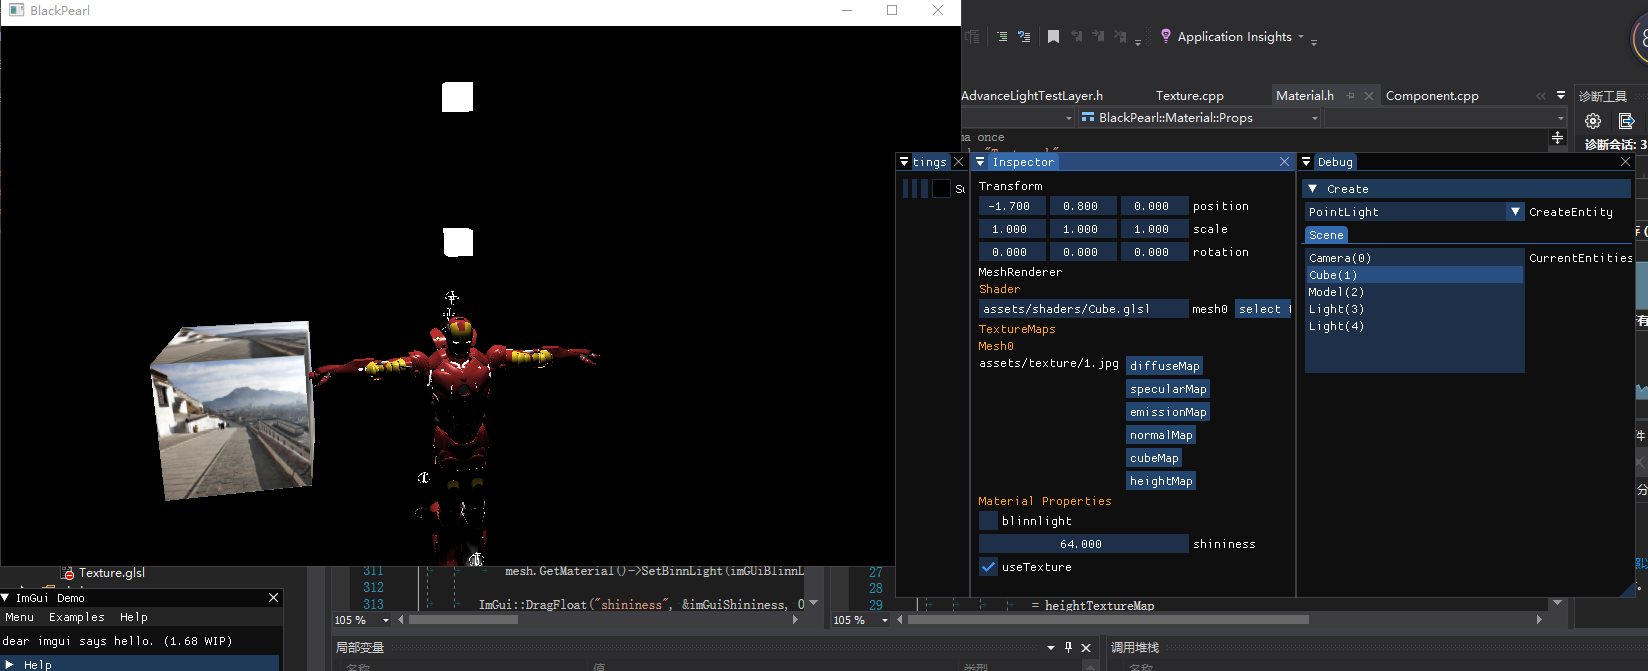 BlackPearl
Application Insights
AdvanceLightTestLayer.h
Texture.cpp
Material.h
Component.cpp
诊断工具
BlackPearl::Material::Props
once
诊断会话: 3
tings
Inspector
Debug
Transform
-1.700 0.800 0.000 position
1.000 1.000 1.000 scale
0.000 0.000 0.000 rotation
MeshRenderer
Shader
assets/shaders/Cube.glsl mesh0 select
TextureMaps
Mesh0
assets/texture/1.jpg diffuseMap
specularMap
emissionMap
normalMap
cubeMap
heightMap
Material Properties
blinnlight
64.000 shininess
useTexture
Create
PointLight CreateEntity
Scene
Camera(0) CurrentEntities
Cube(1)
Model(2)
Light(3)
Light(4)
Texture.glsl
311 mesh.GetMaterial()->SetBinnLight(imGUiBlinnL
312
313 ImGui::DragFloat("shininess", &imGuiShininess, 0
27
28
29 = heightTextureMap
105 %
105 %
ImGui Demo
Menu Examples Help
dear imgui says hello. (1.68 WIP)
Help
局部变量
名称 值 类型
调用堆栈
名称